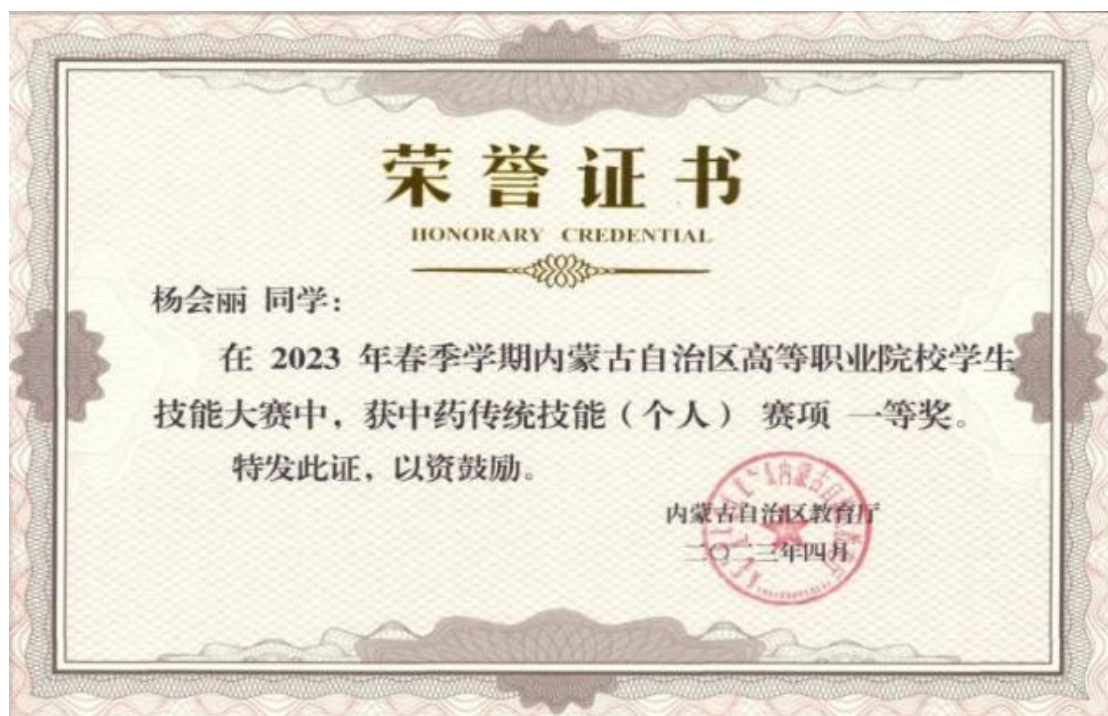 荣誉证书
HONORARY CREDENTIAL
杨会丽 同学：
在 2023 年春季学期内蒙古自治区高等职业院校学生
技能大赛中，获中药传统技能（个人） 赛项 一等奖。
特发此证，以资鼓励。
内蒙古自治区教育厅
二〇二三年四月